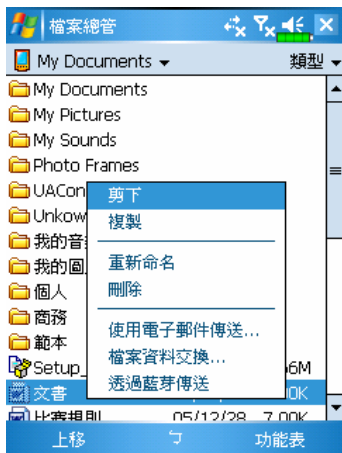 檔案總管
My Documents 類型
My Documents
My Pictures
My Sounds
Photo Frames
UACon
Unkow
我的音
我的圖
個人
商務
範本
Setup_ 6M
文書 0K
比賽規則 05/12/28 7.00K
剪下
複製
重新命名
刪除
使用電子郵件傳送...
檔案資料交換...
透過藍芽傳送
上移 ㄅ 功能表